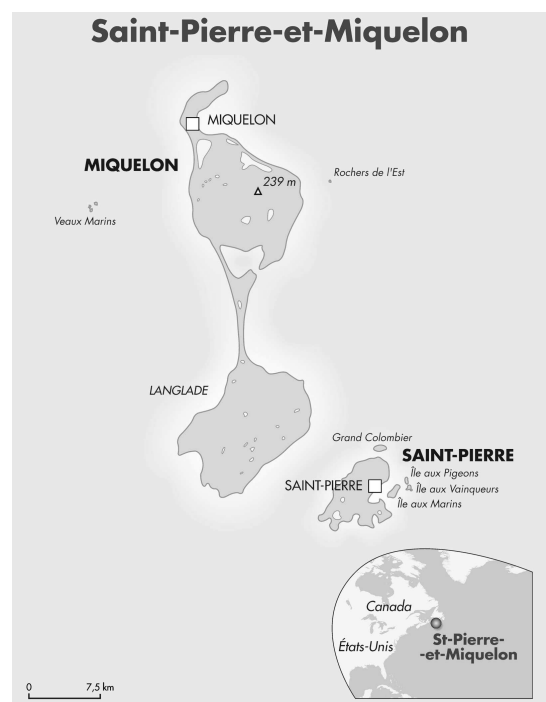 Saint-Pierre-et-Miquelon
MIQUELON
MIQUELON
239 m
Rochers de l'Est
Veaux Marins
LANGLADE
Grand Colombier
SAINT-PIERRE
Île aux Pigeons
SAINT-PIERRE
Île aux Vainqueurs
Île aux Marins
Canada
États-Unis
St-Pierre-
-et-Miquelon
0 7,5 km